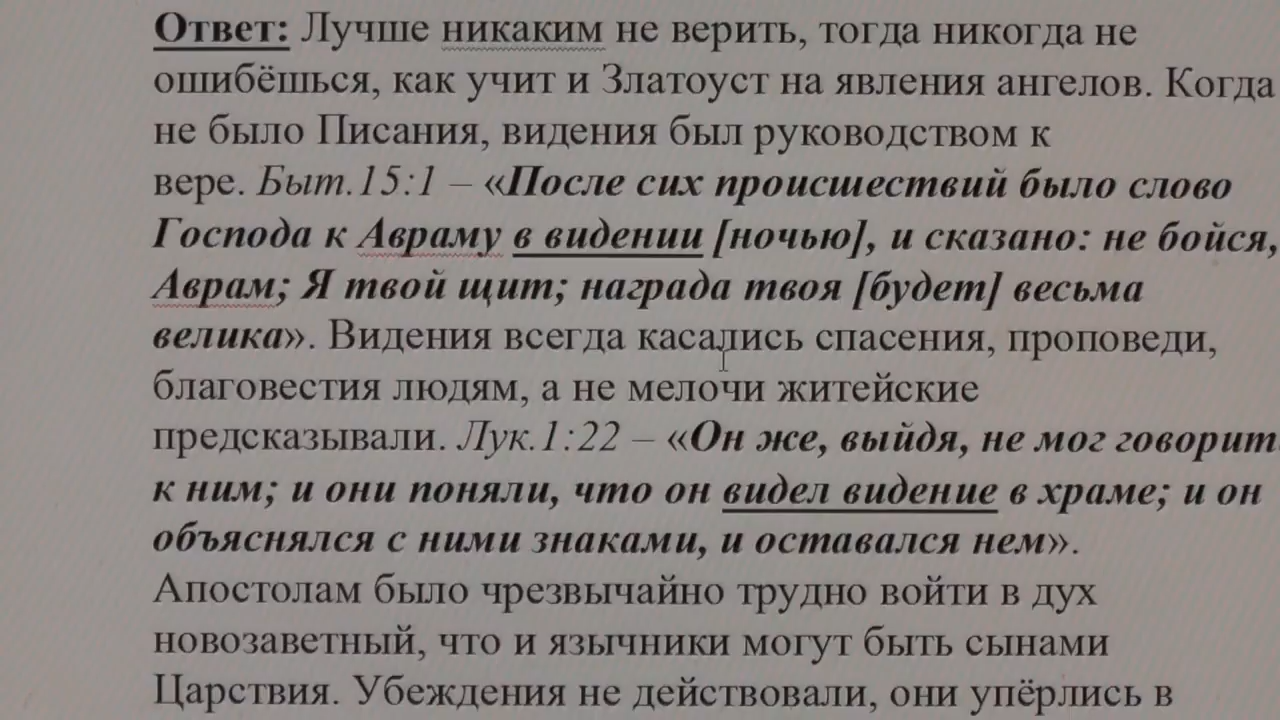 Ответ: Лучше никаким не верить, тогда никогда не
ошибёшься, как учит и Златоуст на явления ангелов. Когда
не было Писания, видения был руководством к
вере. Быт.15:1 – «После сих происшествий было слово
Господа к Авраму в видении [ночью], и сказано: не бойся,
Аврам; Я твой щит; награда твоя [будет] весьма
велика». Видения всегда касались спасения, проповеди,
благовестия людям, а не мелочи житейские
предсказывали. Лук.1:22 – «Он же, выйдя, не мог говорит
к ним; и они поняли, что он видел видение в храме; и он
объяснялся с ними знаками, и оставался нем».
Апостолам было чрезвычайно трудно войти в дух
новозаветный, что и язычники могут быть сынами
Царствия. Убеждения не действовали, они упёрлись в